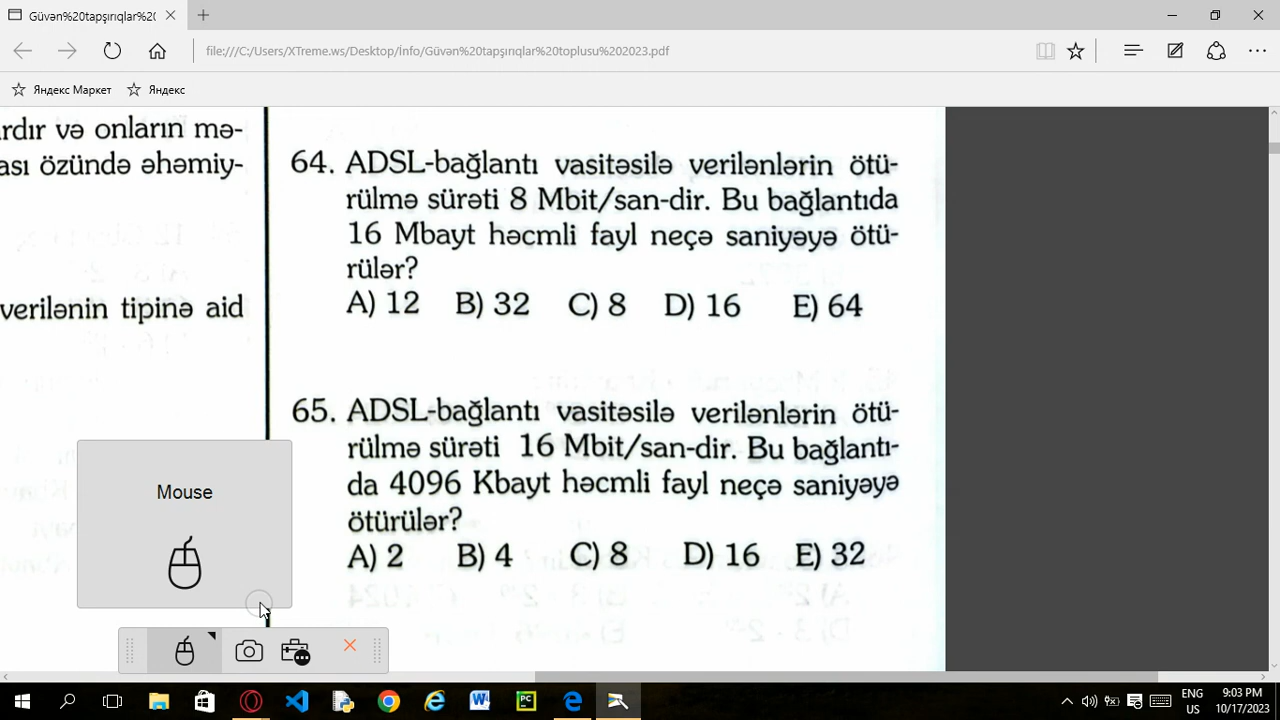 Güvən%20tapşırıqlar%20t
file:///C:/Users/XTreme.ws/Desktop/İnfo/Güvən%20tapşırıqlar%20toplusu%202023.pdf
Яндекс Маркет
Яндекс
rdır və onların mə-
ası özündə əhəmiy-
verilənin tipinə aid
64. ADSL-bağlantı vasitəsilə verilənlərin ötü-
rülmə sürəti 8 Mbit/san-dir. Bu bağlantıda
16 Mbayt həcmli fayl neçə saniyəyə ötü-
rülər?
A) 12 B) 32 C) 8 D) 16 E) 64
65. ADSL-bağlantı vasitəsilə verilənlərin ötü-
rülmə sürəti 16 Mbit/san-dir. Bu bağlantı-
da 4096 Kbayt həcmli fayl neçə saniyəyə
ötürülər?
A) 2 B) 4 C) 8 D) 16 E) 32
Mouse
ENG
US
9:03 PM
10/17/2023